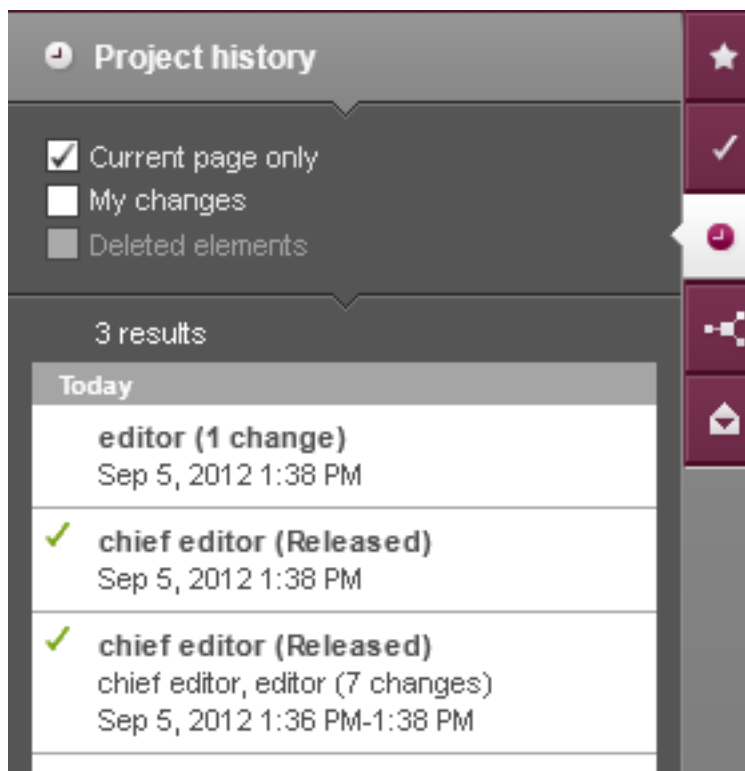 Project history
Current page only
My changes
Deleted elements
3 results
Today
editor (1 change)
Sep 5, 2012 1:38 PM
chief editor (Released)
Sep 5, 2012 1:38 PM
chief editor (Released)
chief editor, editor (7 changes)
Sep 5, 2012 1:36 PM-1:38 PM